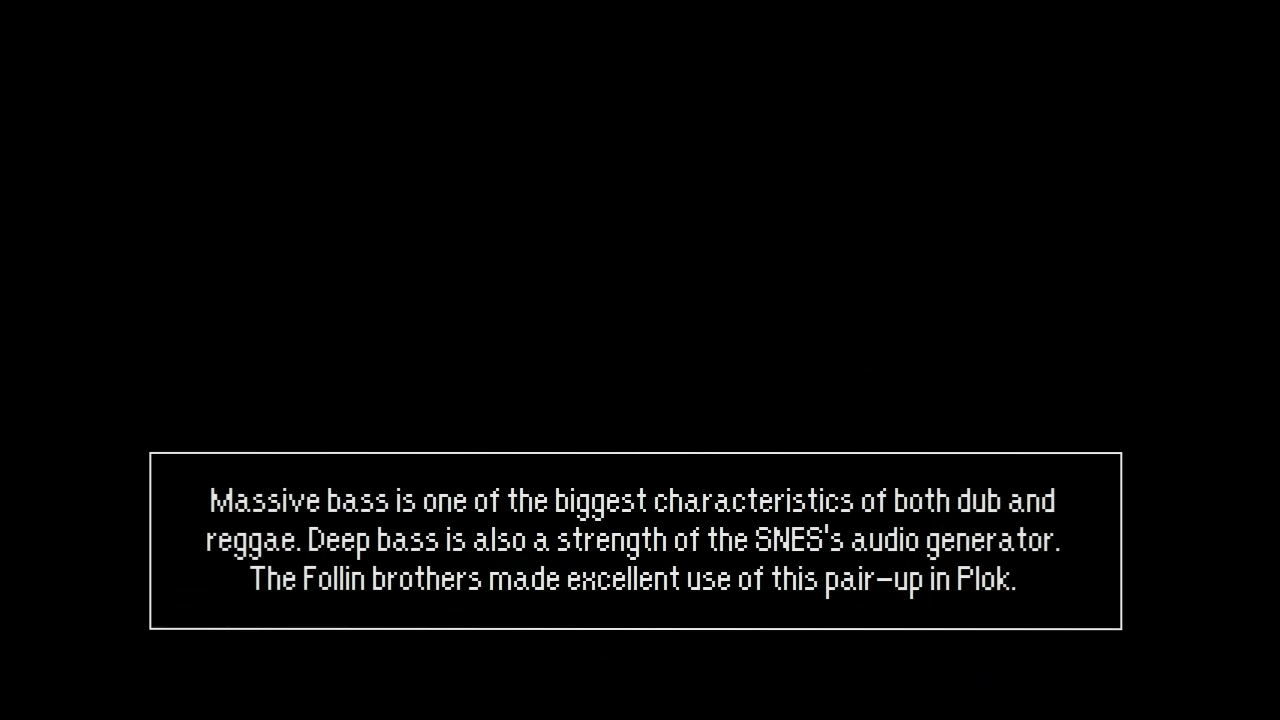 Massive bass is one of the biggest characteristics of both dub and
reggae. Deep bass is also a strength of the SNES's audio generator.
The Follin brothers made excellent use of this pair-up in Plok.